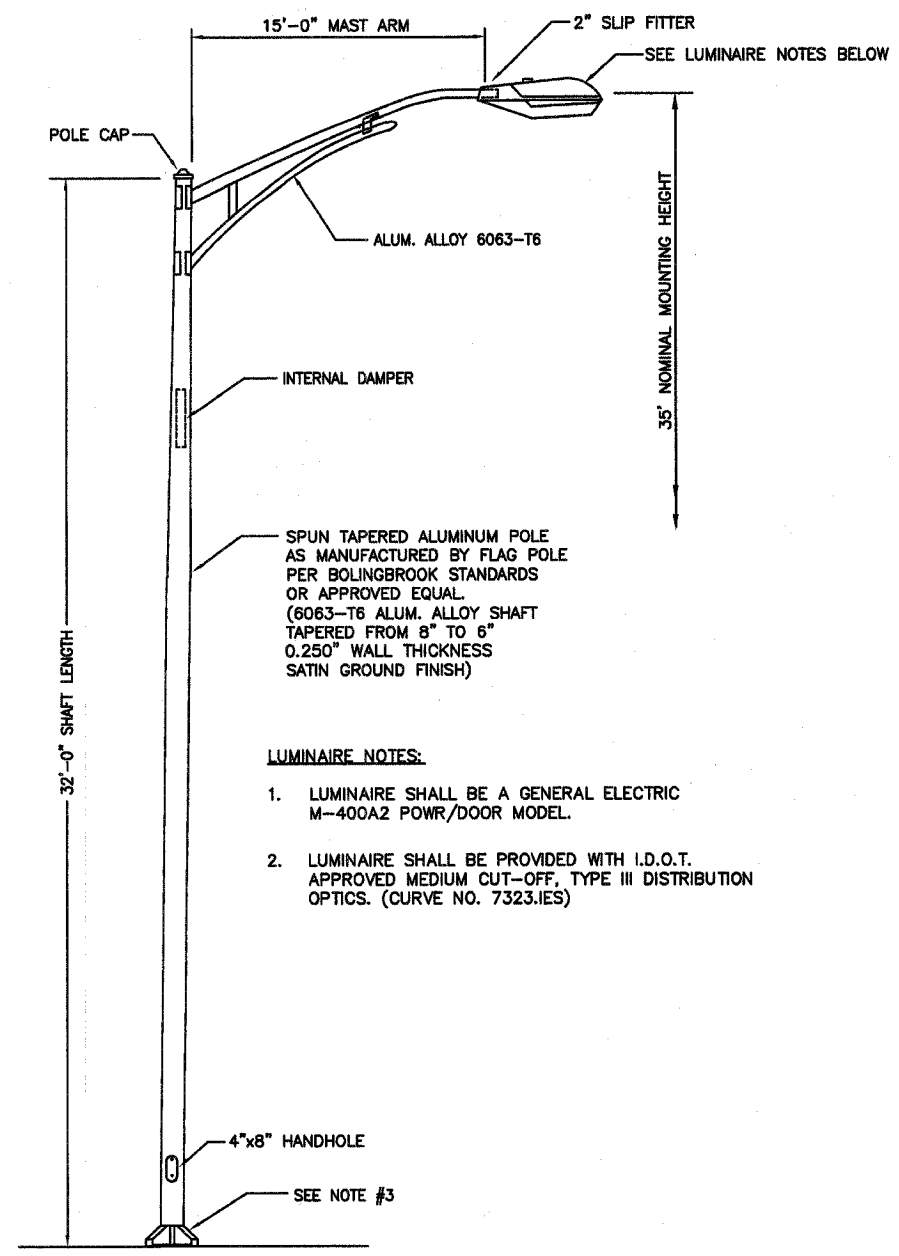 15'-0" MAST ARM
2" SLIP FITTER
SEE LUMINAIRE NOTES BELOW
POLE CAP
ALUM. ALLOY 6063-T6
35' NOMINAL MOUNTING HEIGHT
INTERNAL DAMPER
SPUN TAPERED ALUMINUM POLE
AS MANUFACTURED BY FLAG POLE
PER BOLINGBROOK STANDARDS
OR APPROVED EQUAL.
(6063-T6 ALUM. ALLOY SHAFT
TAPERED FROM 8" TO 6"
0.250" WALL THICKNESS
SATIN GROUND FINISH)
32'-0" SHAFT LENGTH
LUMINAIRE NOTES:
1. LUMINAIRE SHALL BE A GENERAL ELECTRIC
M-400A2 POWR/DOOR MODEL.
2. LUMINAIRE SHALL BE PROVIDED WITH I.D.O.T.
APPROVED MEDIUM CUT-OFF, TYPE III DISTRIBUTION
OPTICS. (CURVE NO. 7323.IES)
4"x8" HANDHOLE
SEE NOTE #3